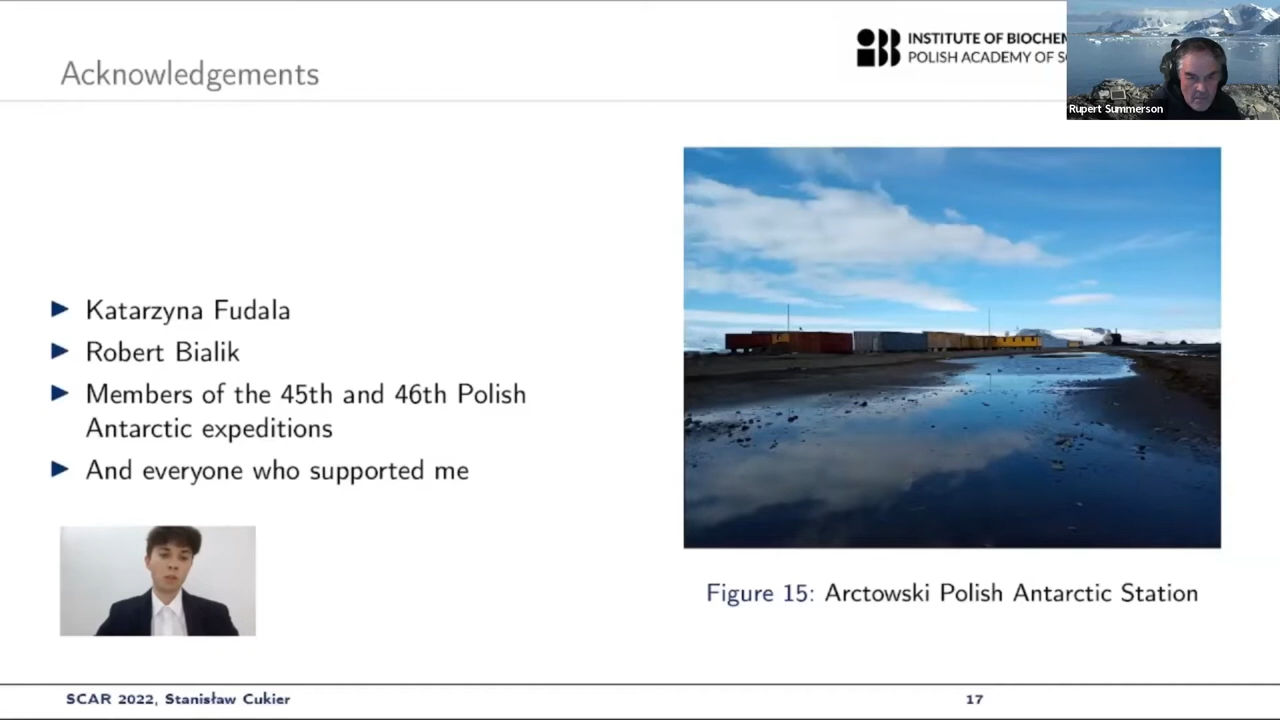 Acknowledgements
INSTITUTE OF
POLISH ACADEMY OF
Rupert Summerson
Katarzyna Fudala
Robert Bialik
Members of the 45th and 46th Polish
Antarctic expeditions
And everyone who supported me
Figure 15: Arctowski Polish Antarctic Station
SCAR 2022, Stanisław Cukier
17